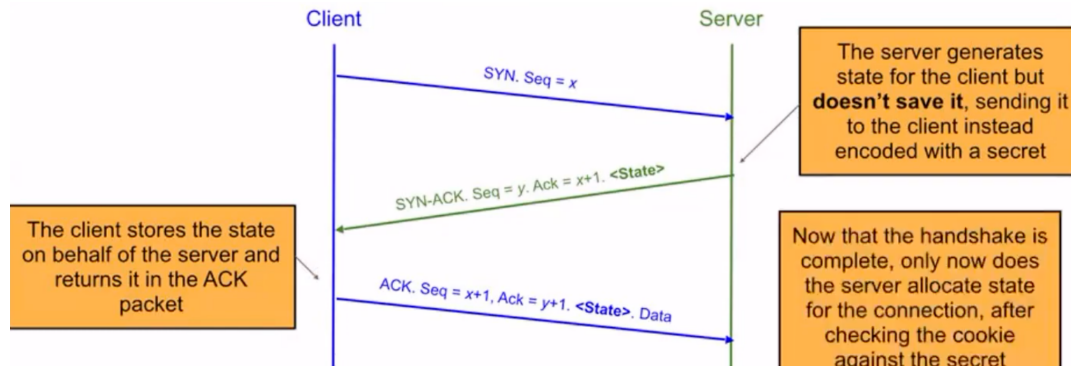 Client
Server
SYN. Seq = x
The server generates
state for the client but
doesn't save it, sending it
to the client instead
encoded with a secret
SYN-ACK. Seq = y. Ack = x+1. <State>
The client stores the state
on behalf of the server and
returns it in the ACK
packet
ACK. Seq = x+1, Ack = y+1. <State>. Data
Now that the handshake is
complete, only now does
the server allocate state
for the connection, after
checking the cookie
against the secret